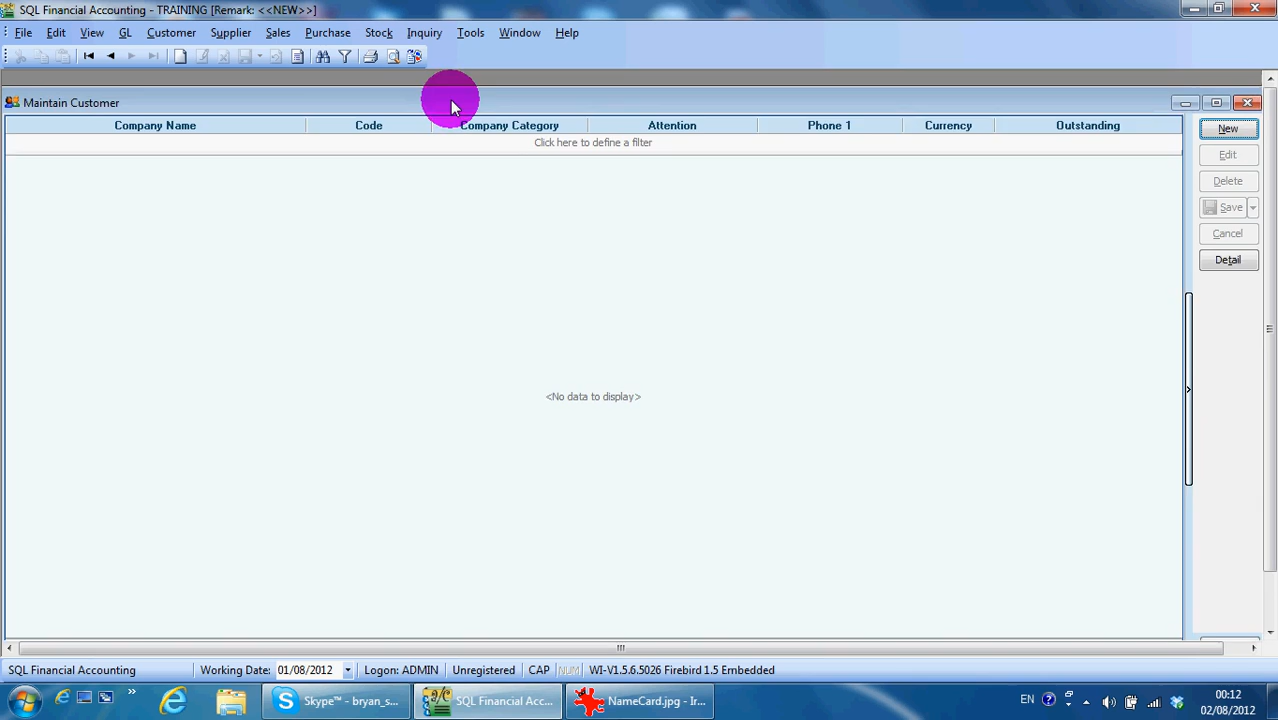 SQL Financial Accounting - TRAINING [Remark: <<NEW>>]
File Edit View GL Customer Supplier Sales Purchase Stock Inquiry Tools Window Help
Maintain Customer
Company Name Code Company Category Attention Phone 1 Currency Outstanding
Click here to define a filter
New
Edit
Delete
Save
Cancel
Detail
<No data to display>
SQL Financial Accounting Working Date: 01/08/2012 Logon: ADMIN Unregistered CAP NUM WI-V1.5.6.5026 Firebird 1.5 Embedded
Skype™ - bryan_s... SQL Financial Acc... NameCard.jpg - Ir... EN 00:12
02/08/2012